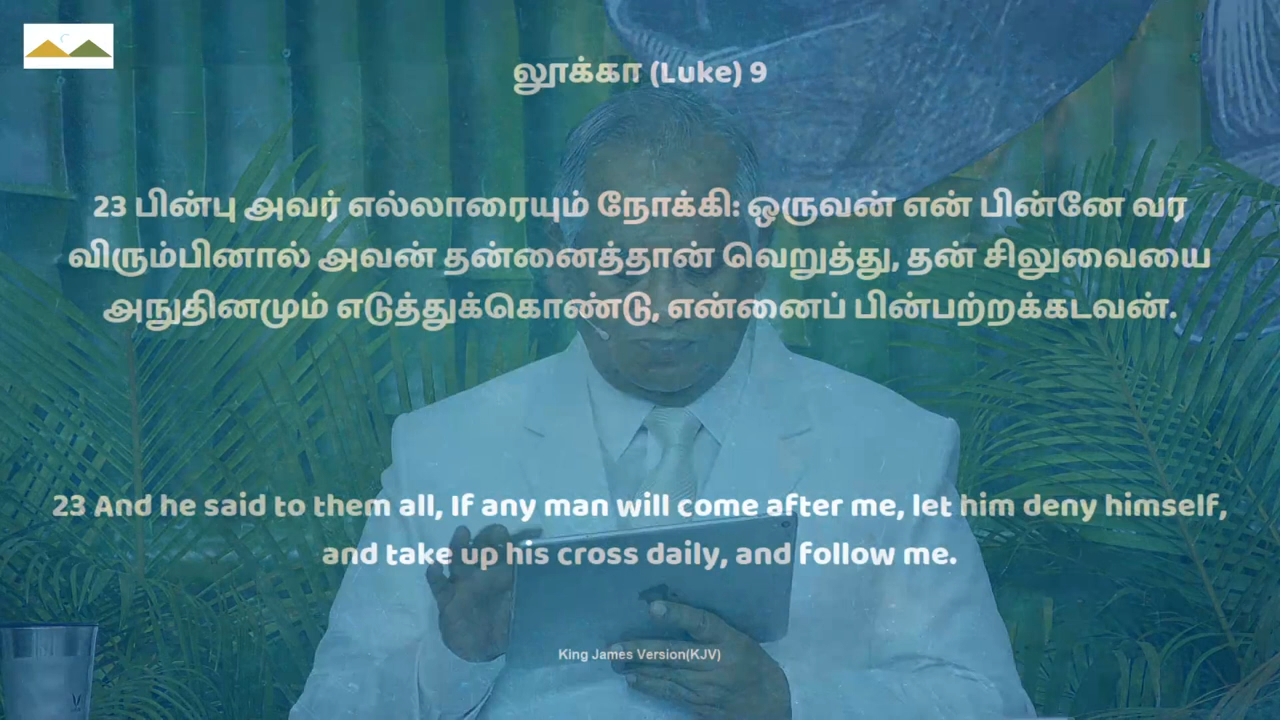 லூக்கா (Luke) 9
23 பின்பு அவர் எல்லாரையும் நோக்கி: ஒருவன் என் பின்னே வர
விரும்பினால் அவன் தன்னைத்தான் வெறுத்து, தன் சிலுவையை
அநுதினமும் எடுத்துக்கொண்டு, என்னைப் பின்பற்றக்கடவன்.
23 And he said to them all, If any man will come after me, let him deny himself,
and take up his cross daily, and follow me.
King James Version(KJV)